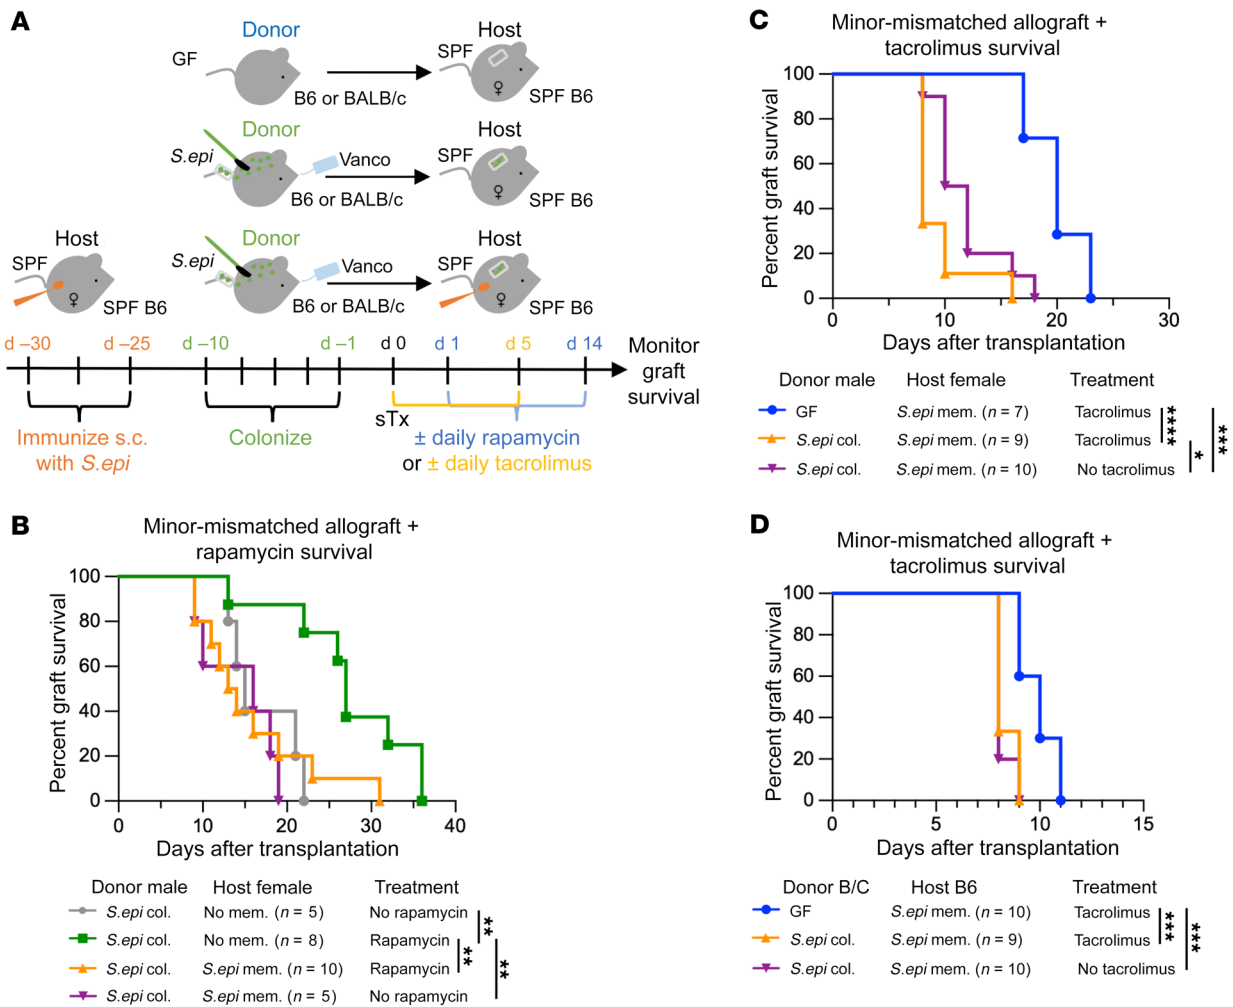 A
Donor
Host
GF
SPF
B6 or BALB/c
SPF B6
Donor
Host
S.epi
Vanco
SPF
B6 or BALB/c
SPF B6
Host
Donor
Host
SPF
S.epi
Vanco
SPF
♀
SPF B6
B6 or BALB/c
SPF B6
d –30 d –25 d –10 d –1 d 0 d 1 d 5 d 14
Monitor
graft
survival
sTx
Immunize s.c.
with S.epi
Colonize
± daily rapamycin
or ± daily tacrolimus
B
Minor-mismatched allograft +
rapamycin survival
Percent graft survival
100
80
60
40
20
0
0 10 20 30 40
Days after transplantation
Donor male Host female Treatment
S.epi col. No mem. (n = 5) No rapamycin
S.epi col. No mem. (n = 8) Rapamycin
S.epi col. S.epi mem. (n = 10) Rapamycin
S.epi col. S.epi mem. (n = 5) No rapamycin
**
**
**
C
Minor-mismatched allograft +
tacrolimus survival
Percent graft survival
100
80
60
40
20
0
0 10 20 30
Days after transplantation
Donor male Host female Treatment
GF S.epi mem. (n = 7) Tacrolimus
S.epi col. S.epi mem. (n = 9) Tacrolimus
S.epi col. S.epi mem. (n = 10) No tacrolimus
****
*
***
D
Minor-mismatched allograft +
tacrolimus survival
Percent graft survival
100
80
60
40
20
0
0 5 10 15
Days after transplantation
Donor B/C Host B6 Treatment
GF S.epi mem. (n = 10) Tacrolimus
S.epi col. S.epi mem. (n = 9) Tacrolimus
S.epi col. S.epi mem. (n = 10) No tacrolimus
***
***